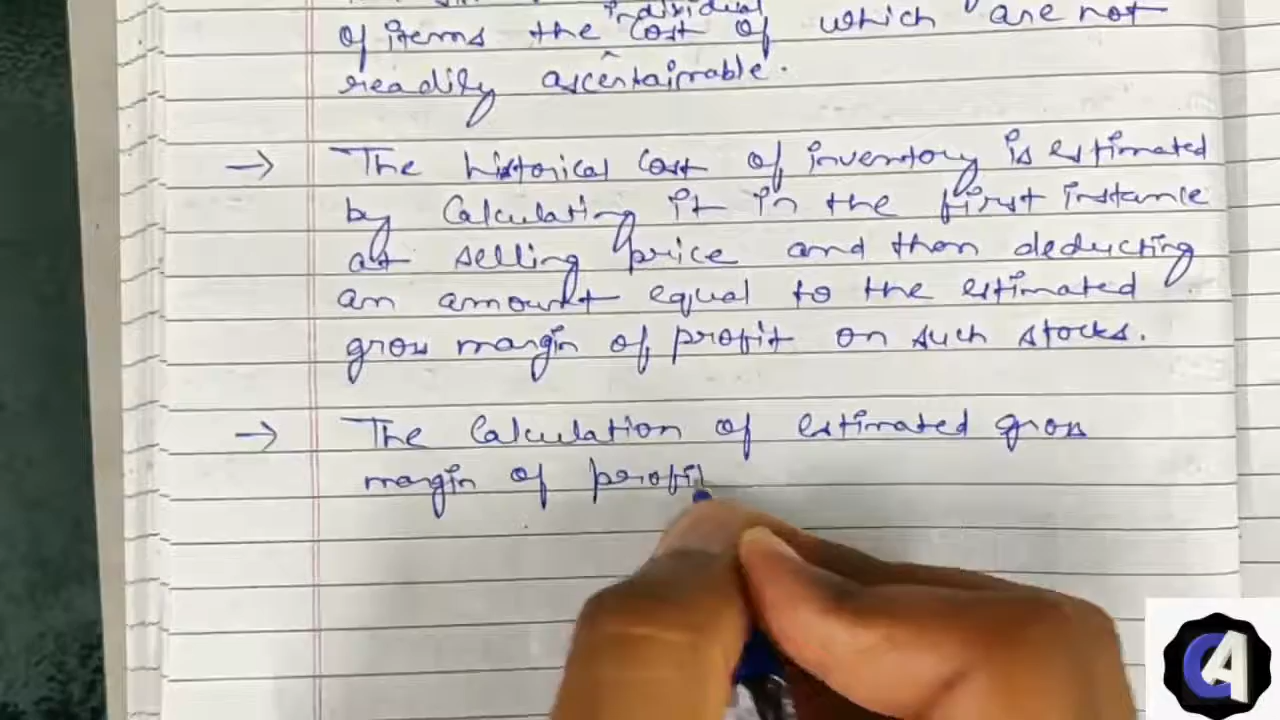 individual
of items the cost of which are not
readily ascertainable.
→ The historical cost of inventory is estimated
by calculating it in the first instance
at selling price and then deducting
an amount equal to the estimated
gross margin of profit on such stocks.
→ The calculation of estimated gross
margin of profit
CA